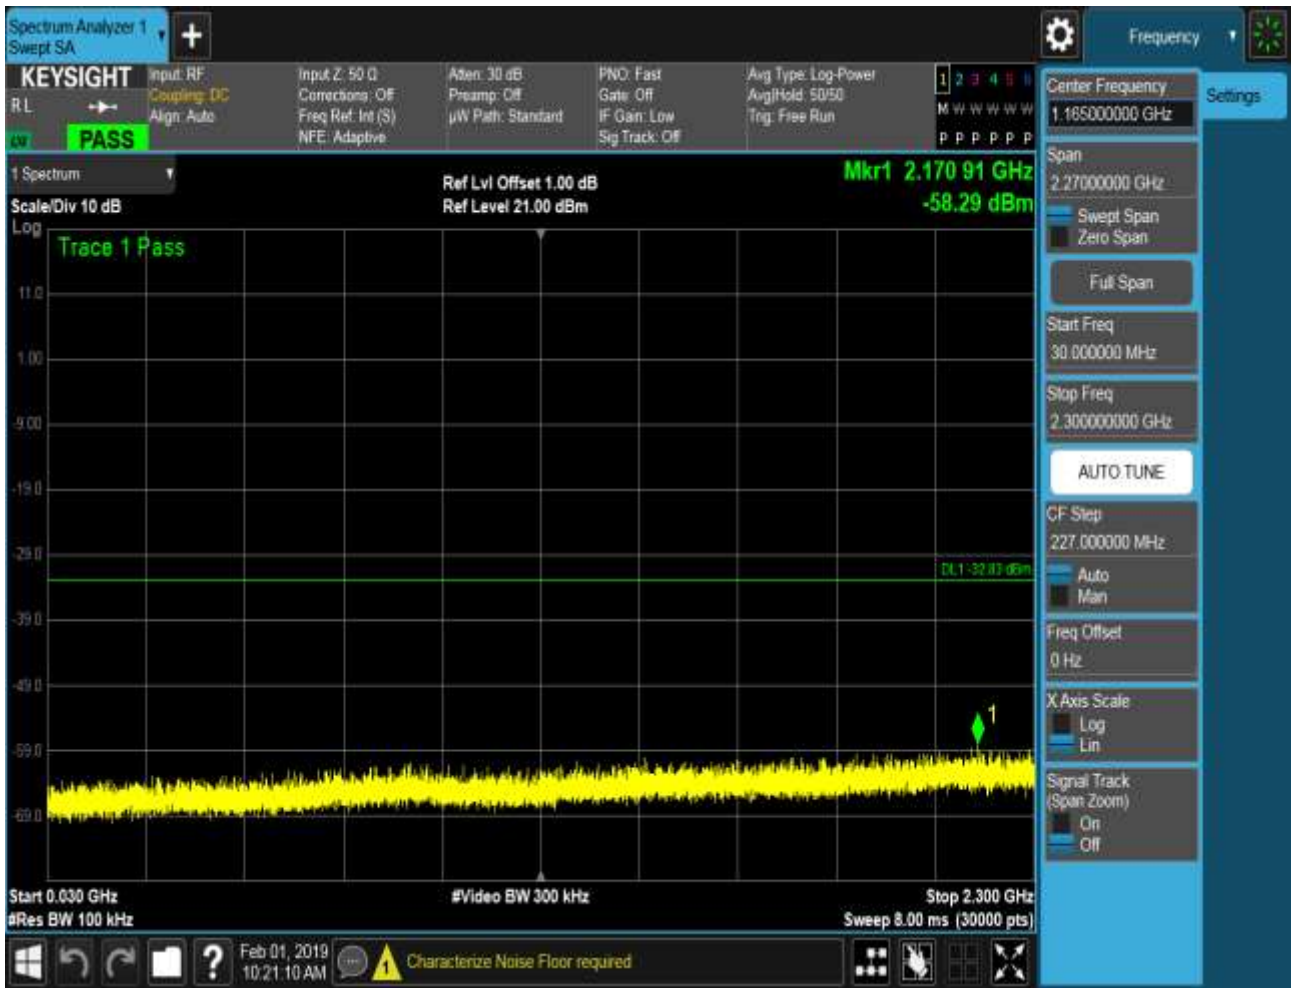 Spectrum Analyzer 1
Swept SA
+
Frequency
KEYSIGHT
R L
PASS
Input: RF
Coupling: DC
Align: Auto
Input Z: 50 Ω
Corrections: Off
Freq Ref: Int (S)
NFE: Adaptive
Atten: 30 dB
Preamp: Off
µW Path: Standard
PNO: Fast
Gate: Off
IF Gain: Low
Sig Track: Off
Avg Type: Log-Power
Avg|Hold: 50/50
Trig: Free Run
1 2 3 4 5 6
M W W W W W
P P P P P P
1 Spectrum
Scale/Div 10 dB
Log
Ref Lvl Offset 1.00 dB
Ref Level 21.00 dBm
Mkr1 2.170 91 GHz
-58.29 dBm
Trace 1 Pass
11.0
1.00
-9.00
-19.0
-29.0
DL1 -32.83 dBm
-39.0
-49.0
1
-59.0
-69.0
Start 0.030 GHz
#Res BW 100 kHz
#Video BW 300 kHz
Stop 2.300 GHz
Sweep 8.00 ms (30000 pts)
Center Frequency
1.165000000 GHz
Settings
Span
2.27000000 GHz
Swept Span
Zero Span
Full Span
Start Freq
30.000000 MHz
Stop Freq
2.300000000 GHz
AUTO TUNE
CF Step
227.000000 MHz
Auto
Man
Freq Offset
0 Hz
X Axis Scale
Log
Lin
Signal Track
(Span Zoom)
On
Off
?
Feb 01, 2019
10:21:10 AM
1
Characterize Noise Floor required